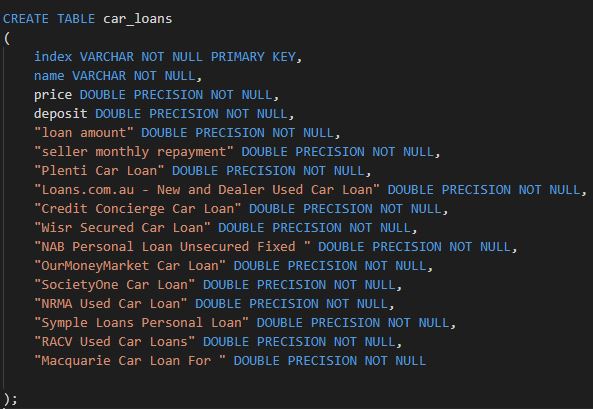 CREATE TABLE car_loans
(
index VARCHAR NOT NULL PRIMARY KEY,
name VARCHAR NOT NULL,
price DOUBLE PRECISION NOT NULL,
deposit DOUBLE PRECISION NOT NULL,
"loan amount" DOUBLE PRECISION NOT NULL,
"seller monthly repayment" DOUBLE PRECISION NOT NULL,
"Plenti Car Loan" DOUBLE PRECISION NOT NULL,
"Loans.com.au - New and Dealer Used Car Loan" DOUBLE PRECISION NOT NULL,
"Credit Concierge Car Loan" DOUBLE PRECISION NOT NULL,
"Wisr Secured Car Loan" DOUBLE PRECISION NOT NULL,
"NAB Personal Loan Unsecured Fixed " DOUBLE PRECISION NOT NULL,
"OurMoneyMarket Car Loan" DOUBLE PRECISION NOT NULL,
"SocietyOne Car Loan" DOUBLE PRECISION NOT NULL,
"NRMA Used Car Loan" DOUBLE PRECISION NOT NULL,
"Symple Loans Personal Loan" DOUBLE PRECISION NOT NULL,
"RACV Used Car Loans" DOUBLE PRECISION NOT NULL,
"Macquarie Car Loan For " DOUBLE PRECISION NOT NULL
);